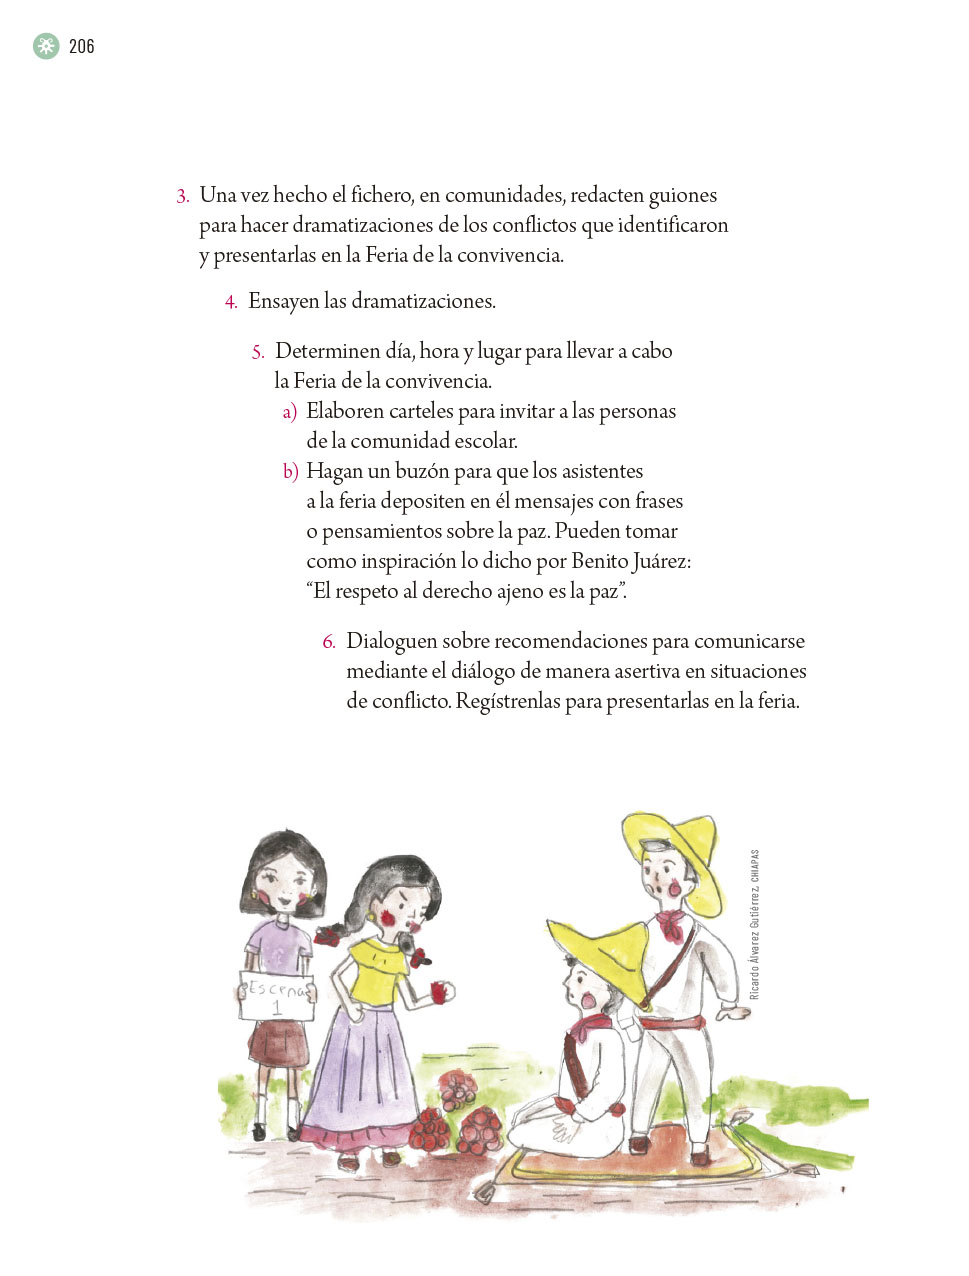 206
3. Una vez hecho el fichero, en comunidades, redacten guiones
para hacer dramatizaciones de los conflictos que identificaron
y presentarlas en la Feria de la convivencia.
4. Ensayen las dramatizaciones.
5. Determinen día, hora y lugar para llevar a cabo
la Feria de la convivencia.
a) Elaboren carteles para invitar a las personas
de la comunidad escolar.
b) Hagan un buzón para que los asistentes
a la feria depositen en él mensajes con frases
o pensamientos sobre la paz. Pueden tomar
como inspiración lo dicho por Benito Juárez:
“El respeto al derecho ajeno es la paz”.
6. Dialoguen sobre recomendaciones para comunicarse
mediante el diálogo de manera asertiva en situaciones
de conflicto. Regístrenlas para presentarlas en la feria.
Escena
1
Ricardo Álvarez Gutiérrez, CHIAPAS